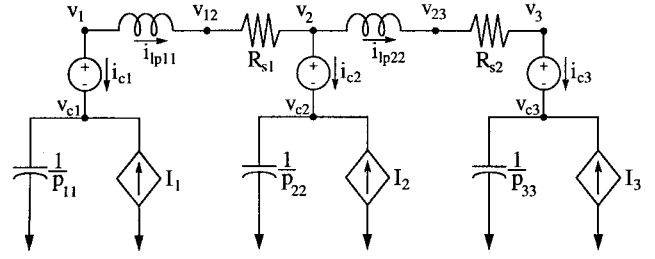 v1 v12 v2 v23 v3
ilp11 Rs1 ilp22 Rs2
+ - ic1 + - ic2 + - ic3
vc1 vc2 vc3
1/p11 I1 1/p22 I2 1/p33 I3